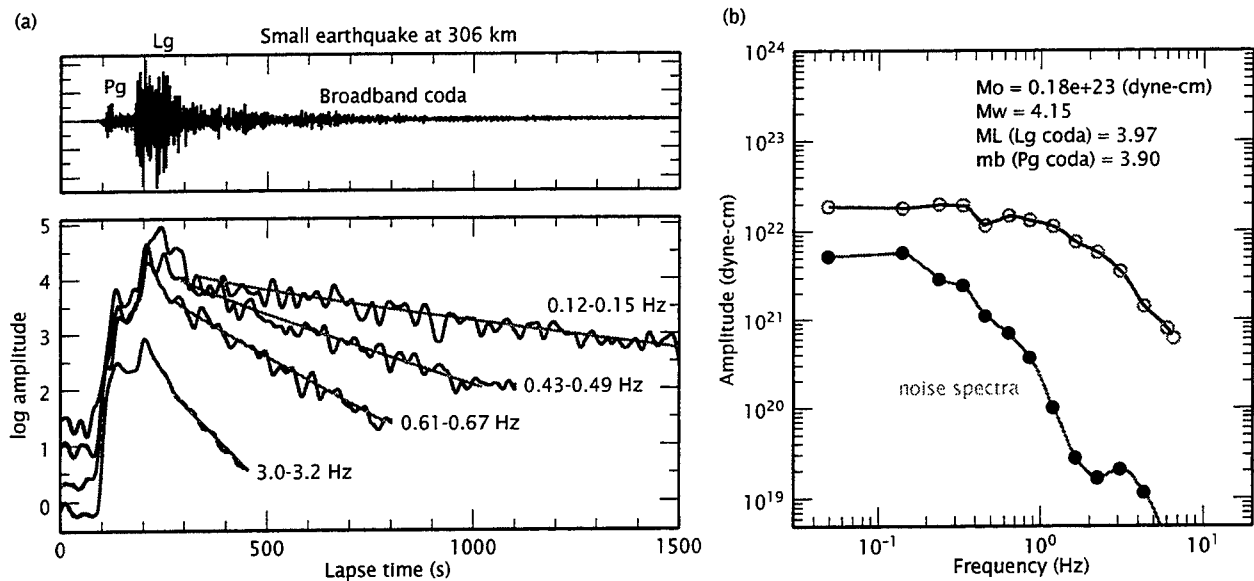 (a)
Small earthquake at 306 km
Lg
Pg
Broadband coda
5
4
3
2
1
0
log amplitude
0.12-0.15 Hz
0.43-0.49 Hz
0.61-0.67 Hz
3.0-3.2 Hz
0
500
1000
1500
Lapse time (s)
(b)
10^24
10^23
10^22
10^21
10^20
10^19
Amplitude (dyne-cm)
Mo = 0.18e+23 (dyne-cm)
Mw = 4.15
ML (Lg coda) = 3.97
mb (Pg coda) = 3.90
noise spectra
10^-1
10^0
10^1
Frequency (Hz)